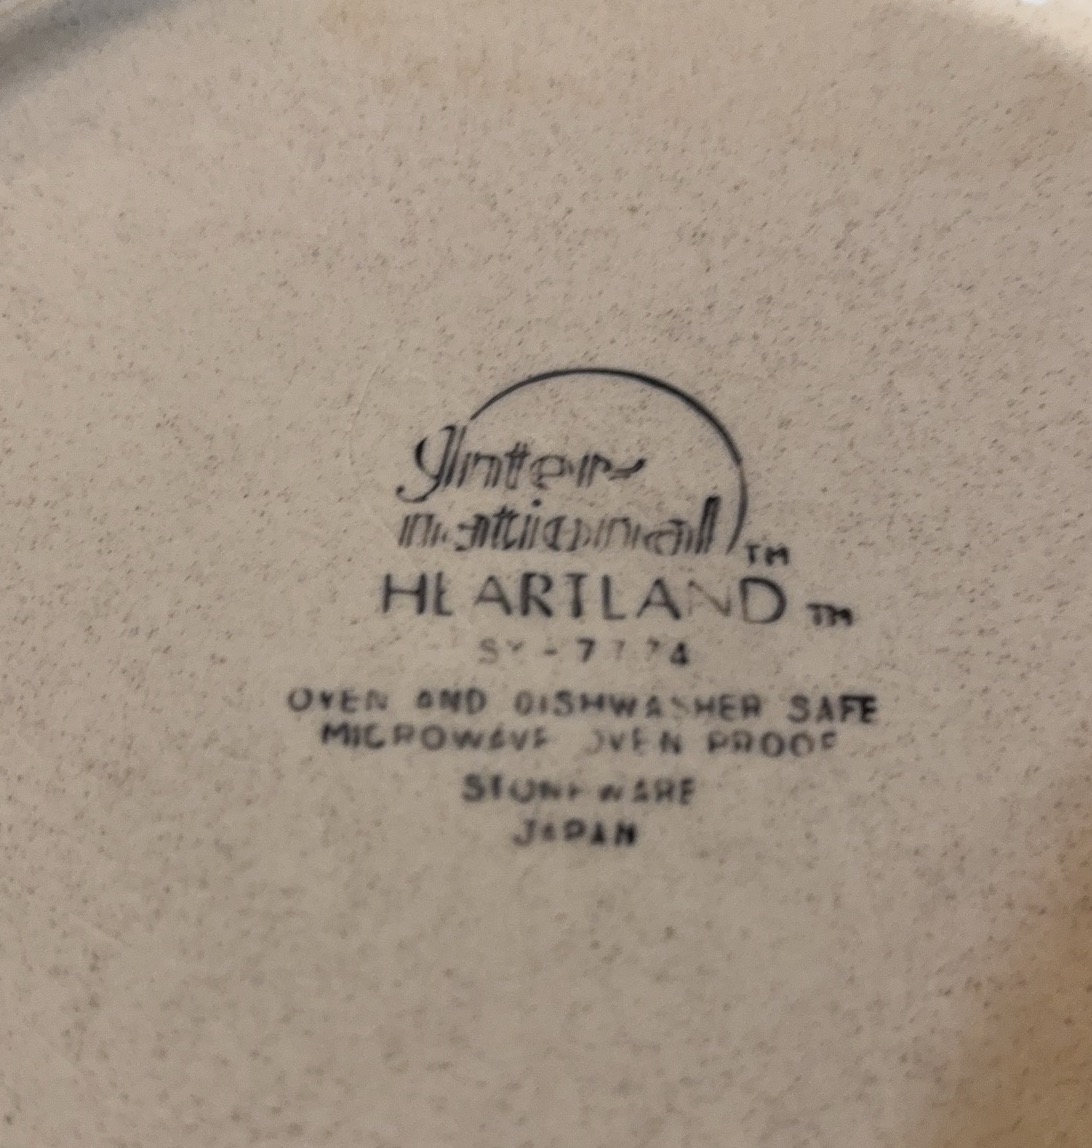 Inter-
national TM
HEARTLAND TM
OVEN AND DISHWASHER SAFE
MICROWAVE OVEN PROOF
STONEWARE
JAPAN